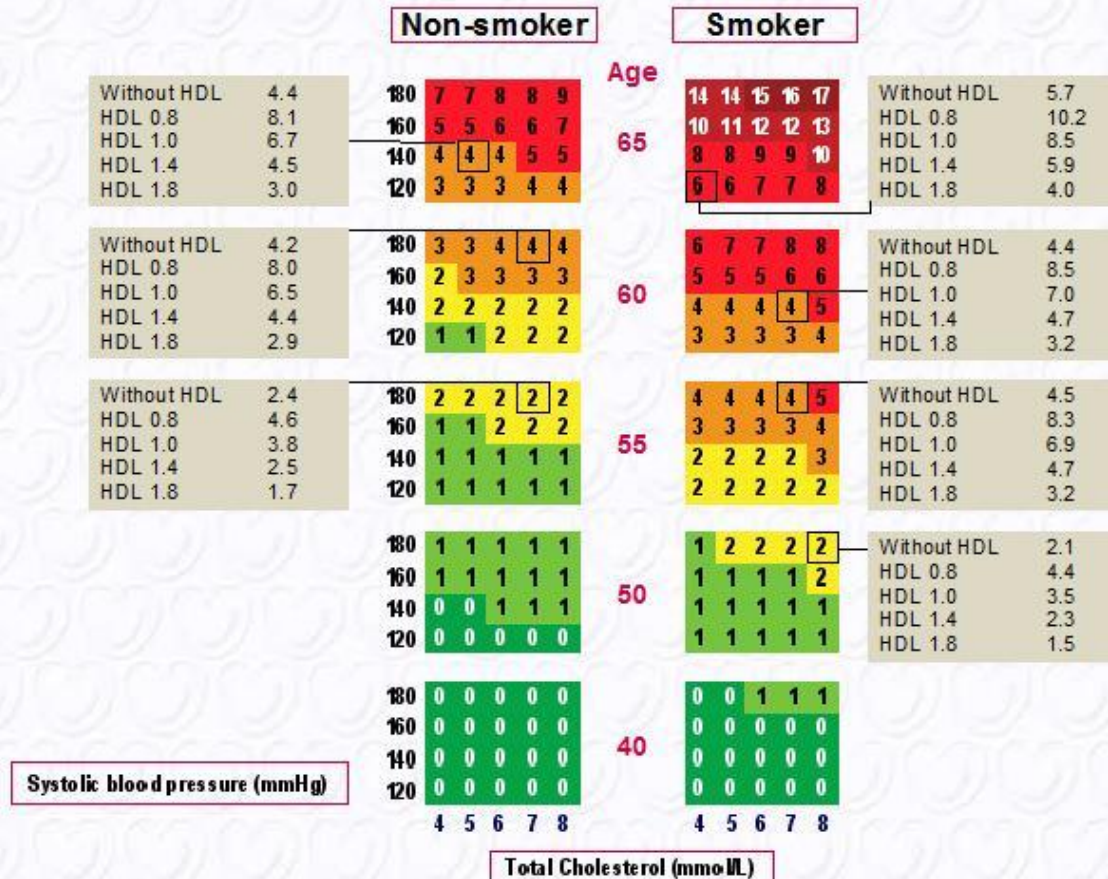 Non-smoker Smoker
Age
Without HDL 4.4
HDL 0.8 8.1
HDL 1.0 6.7
HDL 1.4 4.5
HDL 1.8 3.0
180 7 7 8 8 9
160 5 5 6 6 7
140 4 4 4 5 5
120 3 3 3 4 4
65
14 14 15 16 17
10 11 12 12 13
8 8 9 9 10
6 6 7 7 8
Without HDL 5.7
HDL 0.8 10.2
HDL 1.0 8.5
HDL 1.4 5.9
HDL 1.8 4.0
Without HDL 4.2
HDL 0.8 8.0
HDL 1.0 6.5
HDL 1.4 4.4
HDL 1.8 2.9
180 3 3 4 4 4
160 2 3 3 3 3
140 2 2 2 2 2
120 1 1 2 2 2
60
6 7 7 8 8
5 5 5 6 6
4 4 4 4 5
3 3 3 3 4
Without HDL 4.4
HDL 0.8 8.5
HDL 1.0 7.0
HDL 1.4 4.7
HDL 1.8 3.2
Without HDL 2.4
HDL 0.8 4.6
HDL 1.0 3.8
HDL 1.4 2.5
HDL 1.8 1.7
180 2 2 2 2 2
160 1 1 2 2 2
140 1 1 1 1 1
120 1 1 1 1 1
55
4 4 4 4 5
3 3 3 3 4
2 2 2 2 3
2 2 2 2 2
Without HDL 4.5
HDL 0.8 8.3
HDL 1.0 6.9
HDL 1.4 4.7
HDL 1.8 3.2
180 1 1 1 1 1
160 1 1 1 1 1
140 0 0 1 1 1
120 0 0 0 0 0
50
1 2 2 2 2
1 1 1 1 2
1 1 1 1 1
1 1 1 1 1
Without HDL 2.1
HDL 0.8 4.4
HDL 1.0 3.5
HDL 1.4 2.3
HDL 1.8 1.5
180 0 0 0 0 0
160 0 0 0 0 0
140 0 0 0 0 0
120 0 0 0 0 0
40
0 0 1 1 1
0 0 0 0 0
0 0 0 0 0
0 0 0 0 0
Systolic blood pressure (mmHg)
4 5 6 7 8 4 5 6 7 8
Total Cholesterol (mmol/L)